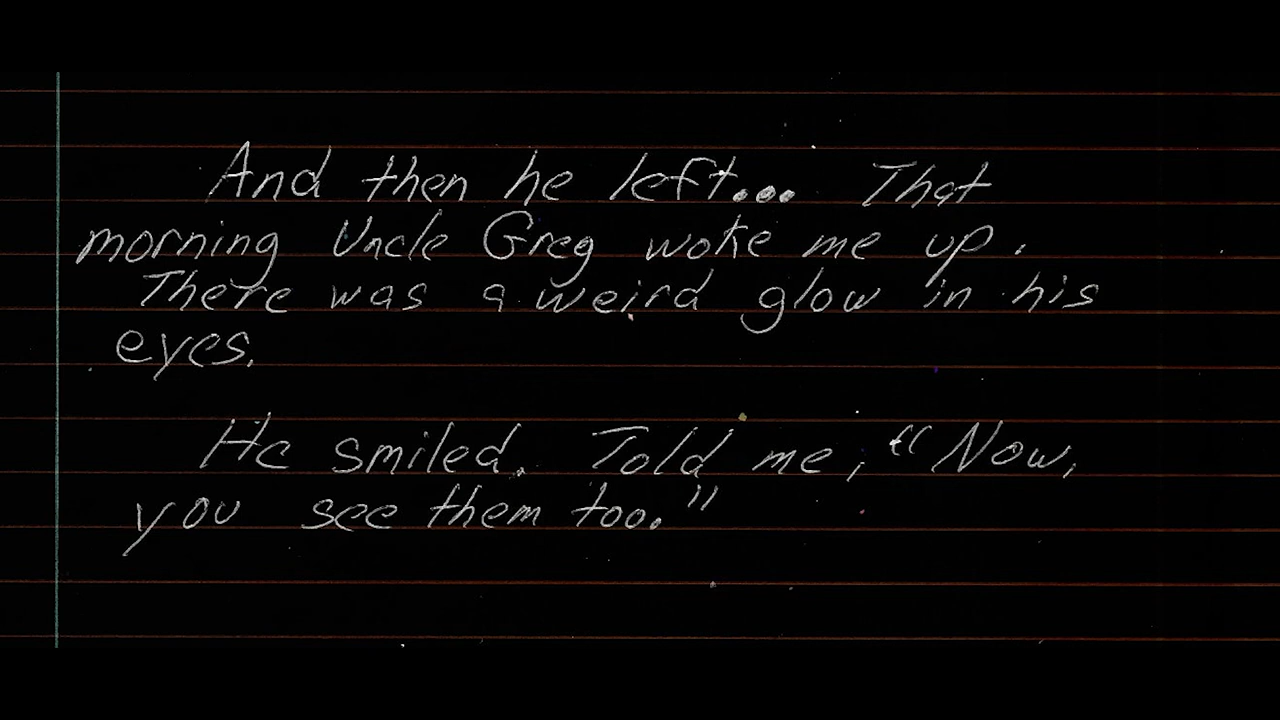 And then he left... That
morning Uncle Greg woke me up.
There was a weird glow in his
eyes.
He smiled. Told me, "Now,
you see them too."